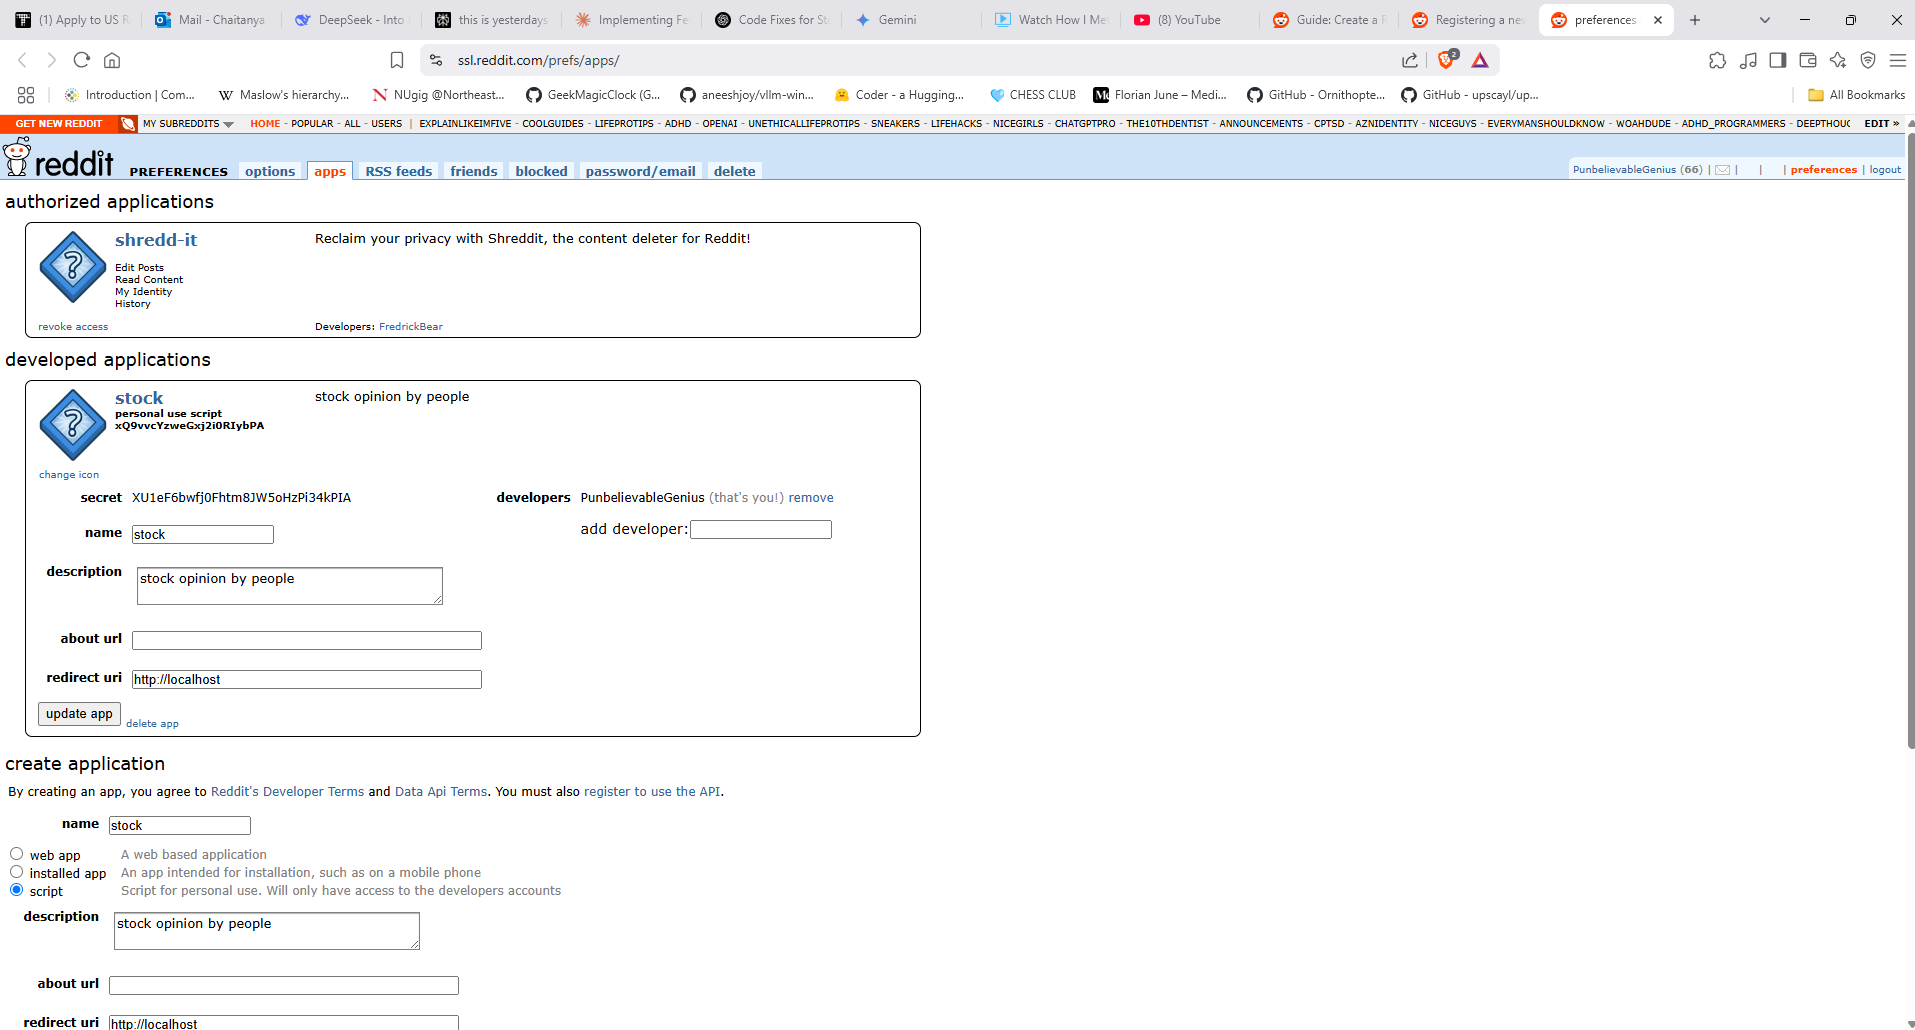 (1) Apply to US R
Mail - Chaitanya
DeepSeek - Into
this is yesterdays
Implementing Fe
Code Fixes for St
Gemini
Watch How I Me
(8) YouTube
Guide: Create a R
Registering a new
preferences
ssl.reddit.com/prefs/apps/
2
Introduction | Com...
Maslow's hierarchy...
NUgig @Northeast...
GeekMagicClock (G...
aneeshjoy/vllm-win...
Coder - a Hugging...
CHESS CLUB
Florian June – Medi...
GitHub - Ornithopte...
GitHub - upscayl/up...
All Bookmarks
GET NEW REDDIT MY SUBREDDITS HOME - POPULAR - ALL - USERS | EXPLAINLIKEIMFIVE - COOLGUIDES - LIFEPROTIPS - ADHD - OPENAI - UNETHICALLIFEPROTIPS - SNEAKERS - LIFEHACKS - NICEGIRLS - CHATGPTPRO - THE10THDENTIST - ANNOUNCEMENTS - CPTSD - AZNIDENTITY - NICEGUYS - EVERYMANSHOULDKNOW - WOAHDUDE - ADHD_PROGRAMMERS - DEEPTHOUG EDIT »
reddit PREFERENCES options apps RSS feeds friends blocked password/email delete
PunbelievableGenius (66) | | | | preferences | logout
authorized applications
shredd-it
Reclaim your privacy with Shreddit, the content deleter for Reddit!
Edit Posts
Read Content
My Identity
History
revoke access
Developers: FredrickBear
developed applications
stock
stock opinion by people
personal use script
xQ9vvcYzweGxj2i0RIybPA
change icon
secret XU1eF6bwfj0Fhtm8JW5oHzPi34kPIA
developers PunbelievableGenius (that's you!) remove
name stock
add developer:
description stock opinion by people
about url
redirect uri http://localhost
update app delete app
create application
By creating an app, you agree to Reddit's Developer Terms and Data Api Terms. You must also register to use the API.
name stock
web app A web based application
installed app An app intended for installation, such as on a mobile phone
script Script for personal use. Will only have access to the developers accounts
description stock opinion by people
about url
redirect uri http://localhost